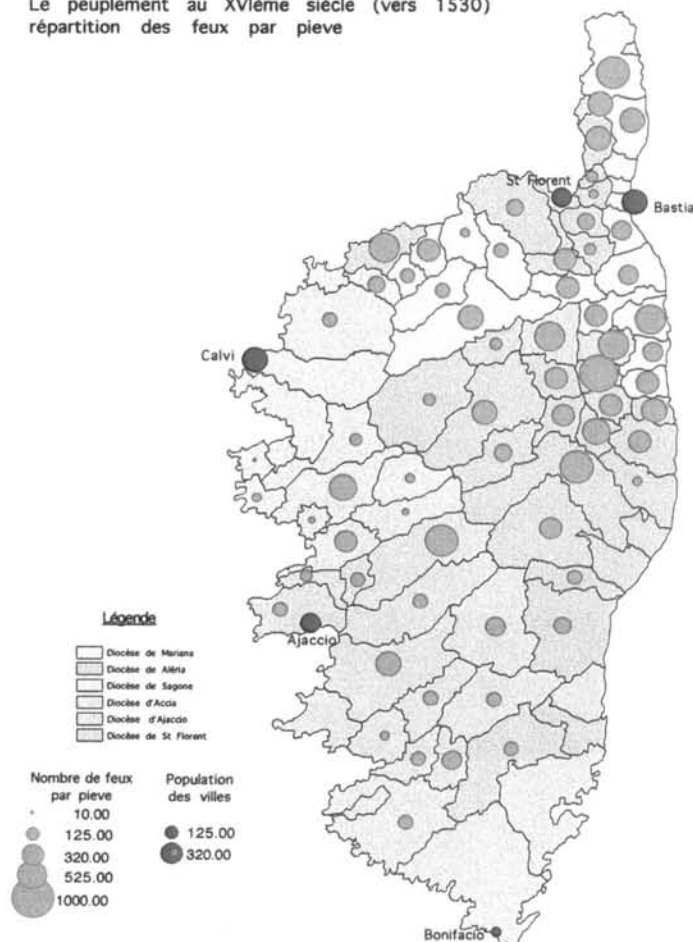 Le peuplement au XVIème siècle (vers 1530)
répartition des feux par pieve
St Florent
Bastia
Calvi
Ajaccio
Bonifacio
Légende
Diocèse de Mariana
Diocèse de Aléria
Diocèse de Sagone
Diocèse d'Accia
Diocèse d'Ajaccio
Diocèse de St Florent
Nombre de feux
par pieve
10.00
125.00
320.00
525.00
1000.00
Population
des villes
125.00
320.00